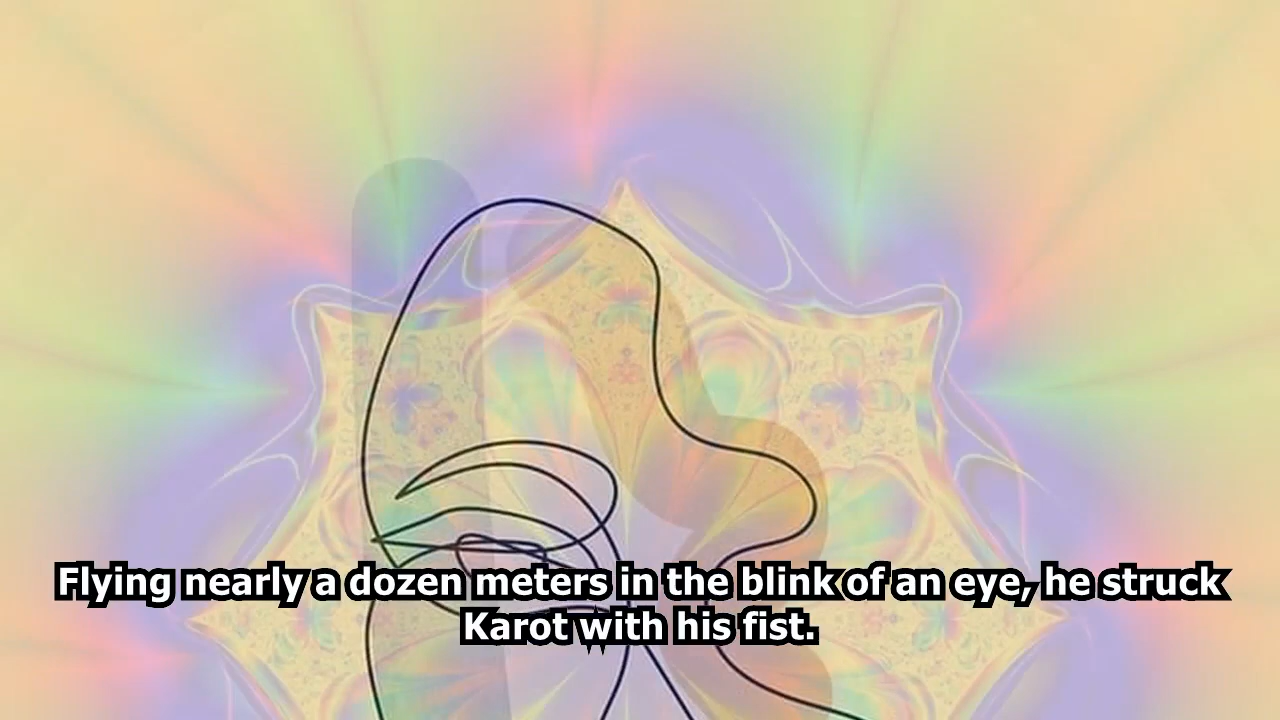 Flying nearly a dozen meters in the blink of an eye, he struck
Karot with his fist.